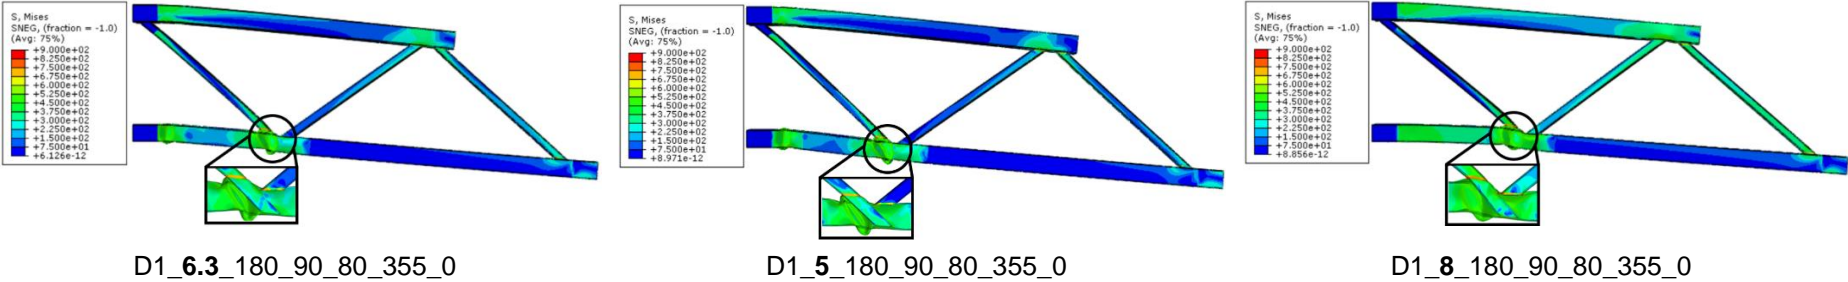 S, Mises
SNEG, (fraction = -1.0)
(Avg: 75%)
+9.000e+02
+8.250e+02
+7.500e+02
+6.750e+02
+6.000e+02
+5.250e+02
+4.500e+02
+3.750e+02
+3.000e+02
+2.250e+02
+1.500e+02
+7.500e+01
+6.126e-12
D1_6.3_180_90_80_355_0
S, Mises
SNEG, (fraction = -1.0)
(Avg: 75%)
+9.000e+02
+8.250e+02
+7.500e+02
+6.750e+02
+6.000e+02
+5.250e+02
+4.500e+02
+3.750e+02
+3.000e+02
+2.250e+02
+1.500e+02
+7.500e+01
+8.971e-12
D1_5_180_90_80_355_0
S, Mises
SNEG, (fraction = -1.0)
(Avg: 75%)
+9.000e+02
+8.250e+02
+7.500e+02
+6.750e+02
+6.000e+02
+5.250e+02
+4.500e+02
+3.750e+02
+3.000e+02
+2.250e+02
+1.500e+02
+7.500e+01
+8.856e-12
D1_8_180_90_80_355_0